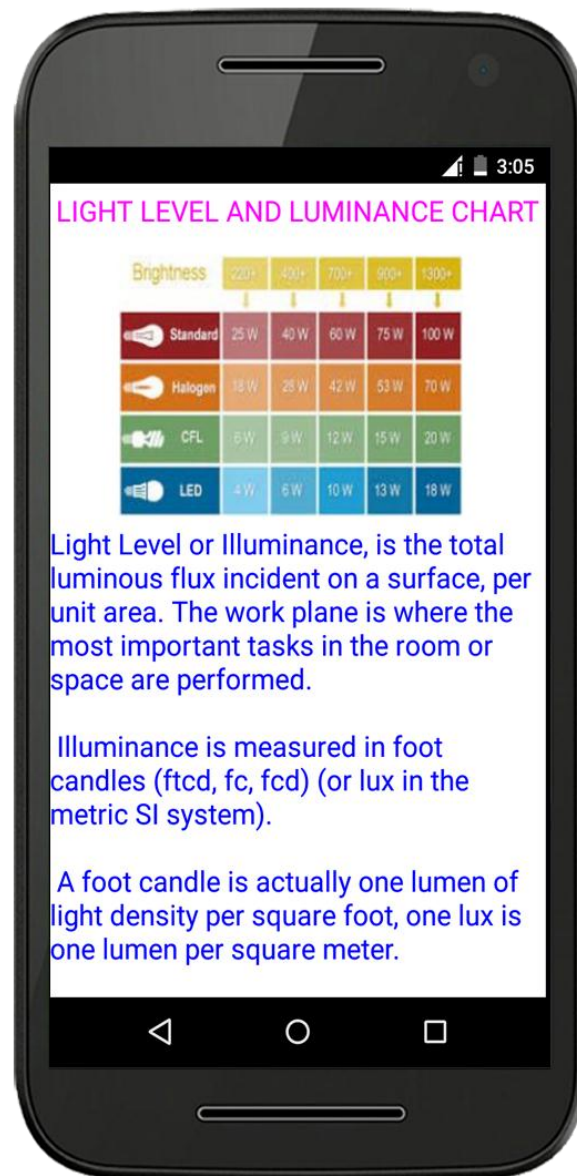 3:05
LIGHT LEVEL AND LUMINANCE CHART
Brightness 220+ 400+ 700+ 900+ 1300+
Standard 25 W 40 W 60 W 75 W 100 W
Halogen 18 W 28 W 42 W 53 W 70 W
CFL 6 W 9 W 12 W 15 W 20 W
LED 4 W 6 W 10 W 13 W 18 W
Light Level or Illuminance, is the total
luminous flux incident on a surface, per
unit area. The work plane is where the
most important tasks in the room or
space are performed.
Illuminance is measured in foot
candles (ftcd, fc, fcd) (or lux in the
metric SI system).
A foot candle is actually one lumen of
light density per square foot, one lux is
one lumen per square meter.